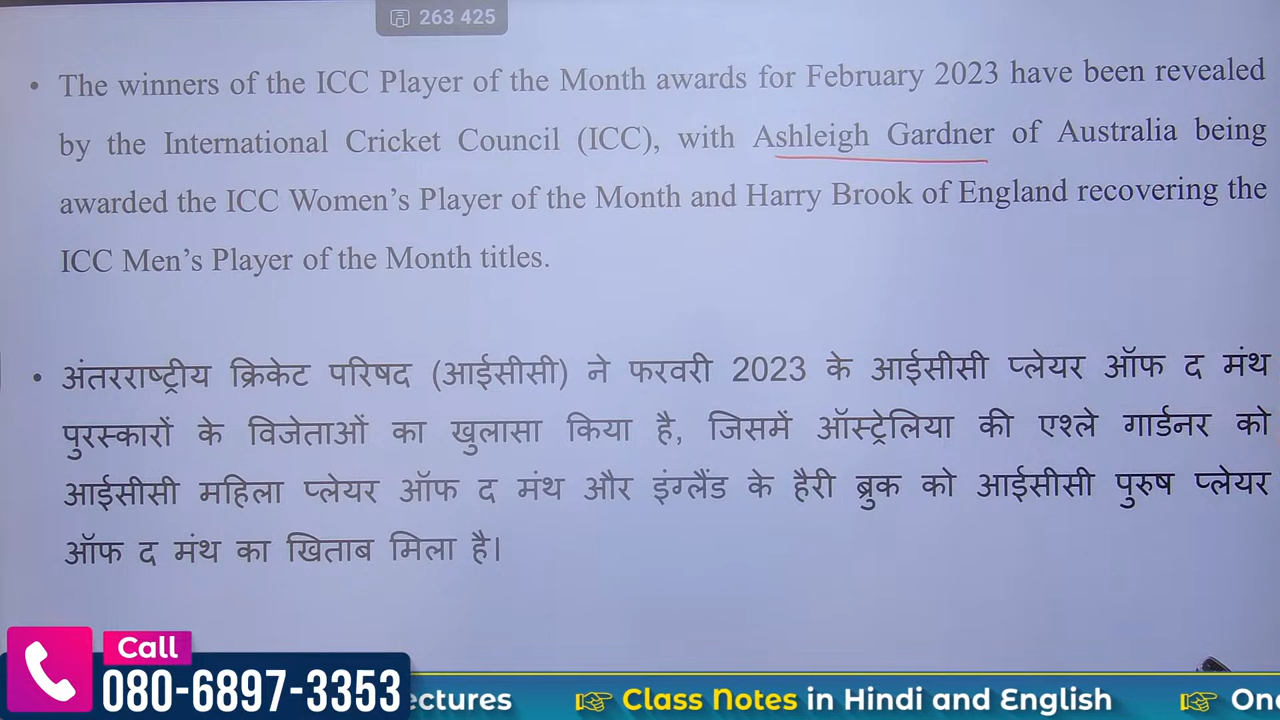 263 425
• The winners of the ICC Player of the Month awards for February 2023 have been revealed
by the International Cricket Council (ICC), with Ashleigh Gardner of Australia being
awarded the ICC Women's Player of the Month and Harry Brook of England recovering the
ICC Men's Player of the Month titles.
• अंतरराष्ट्रीय क्रिकेट परिषद (आईसीसी) ने फरवरी 2023 के आईसीसी प्लेयर ऑफ द मंथ
पुरस्कारों के विजेताओं का खुलासा किया है, जिसमें ऑस्ट्रेलिया की एश्ले गार्डनर को
आईसीसी महिला प्लेयर ऑफ द मंथ और इंग्लैंड के हैरी ब्रुक को आईसीसी पुरुष प्लेयर
ऑफ द मंथ का खिताब मिला है।
Call
080-6897-3353
ectures Class Notes in Hindi and English On